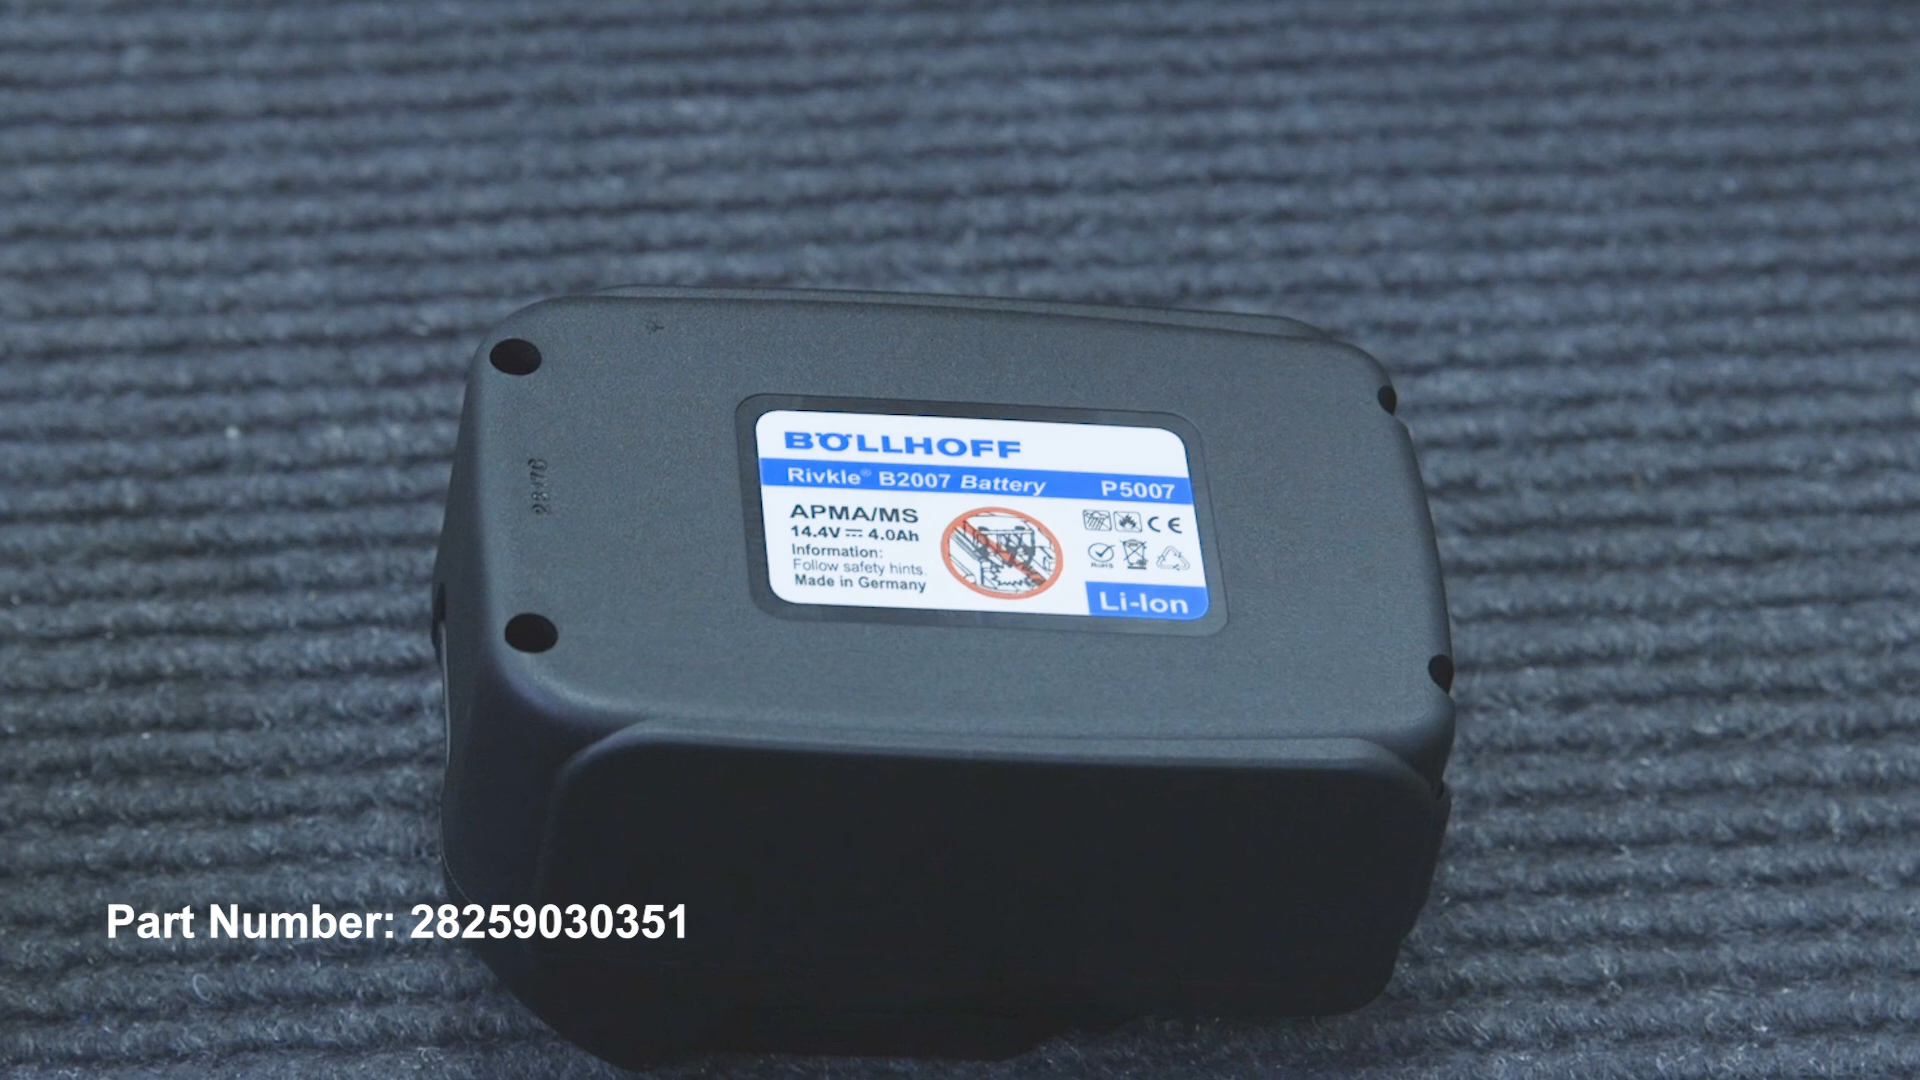 BÖLLHOFF
Rivkle® B2007 Battery P5007
APMA/MS
14.4V ⎓ 4.0Ah
Information:
Follow safety hints.
Made in Germany
CE
RoHS
Li-Ion
Part Number: 28259030351